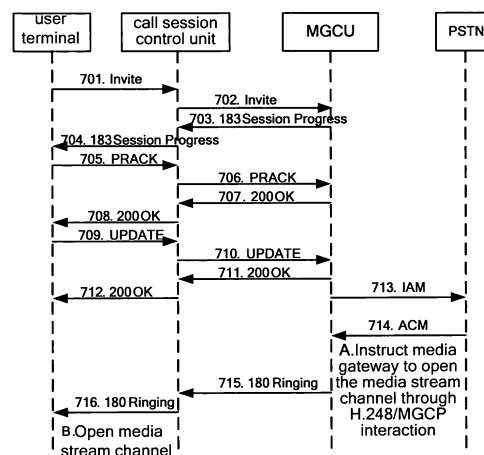 user
terminal
call session
control unit
MGCU
PSTN
701. Invite
702. Invite
703. 183Session Progress
704. 183Session Progress
705. PRACK
706. PRACK
707. 200OK
708. 200OK
709. UPDATE
710. UPDATE
711. 200OK
712. 200OK
713. IAM
714. ACM
A.Instruct media
gateway to open
the media stream
channel through
H.248/MGCP
interaction
715. 180 Ringing
716. 180 Ringing
B.Open media
stream channel